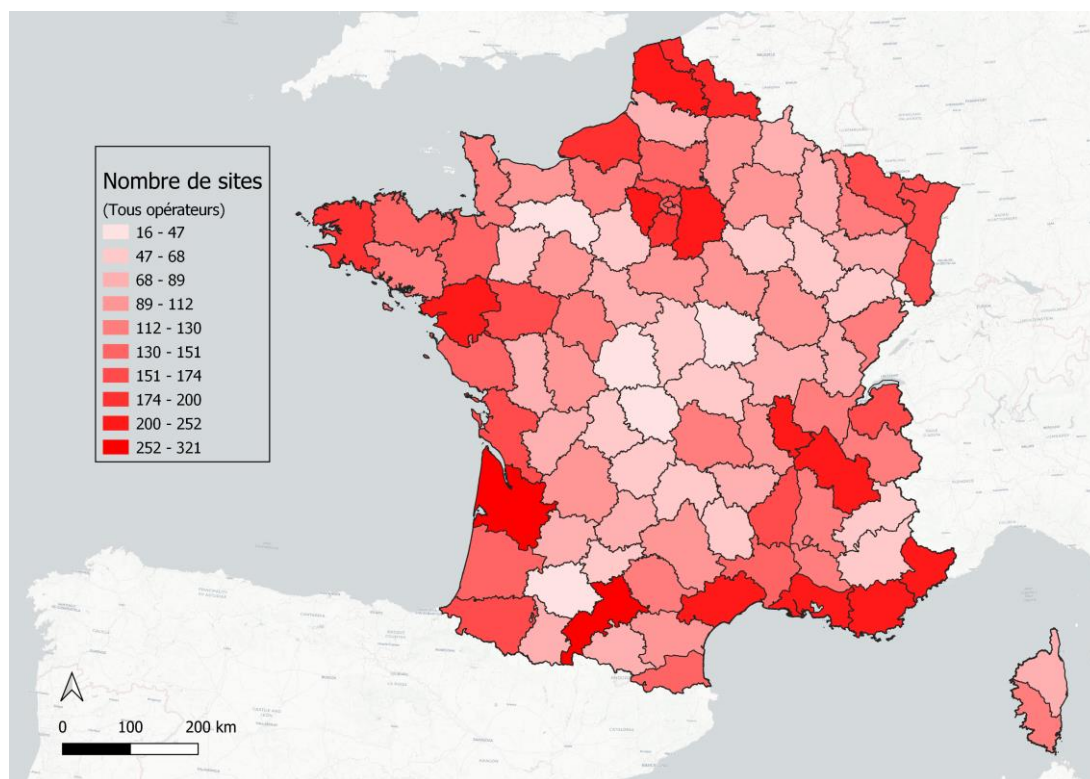 Nombre de sites
(Tous opérateurs)
16 - 47
47 - 68
68 - 89
89 - 112
112 - 130
130 - 151
151 - 174
174 - 200
200 - 252
252 - 321
0 100 200 km